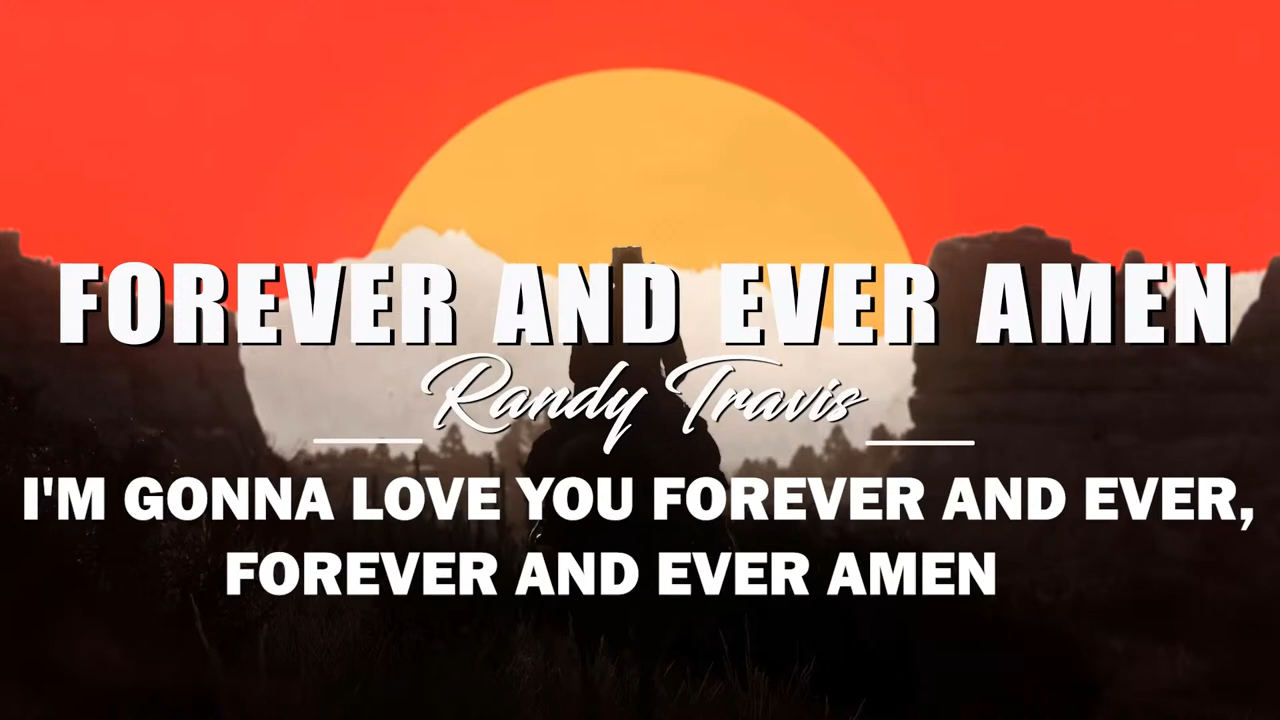 FOREVER AND EVER AMEN
Randy Travis
I'M GONNA LOVE YOU FOREVER AND EVER,
FOREVER AND EVER AMEN